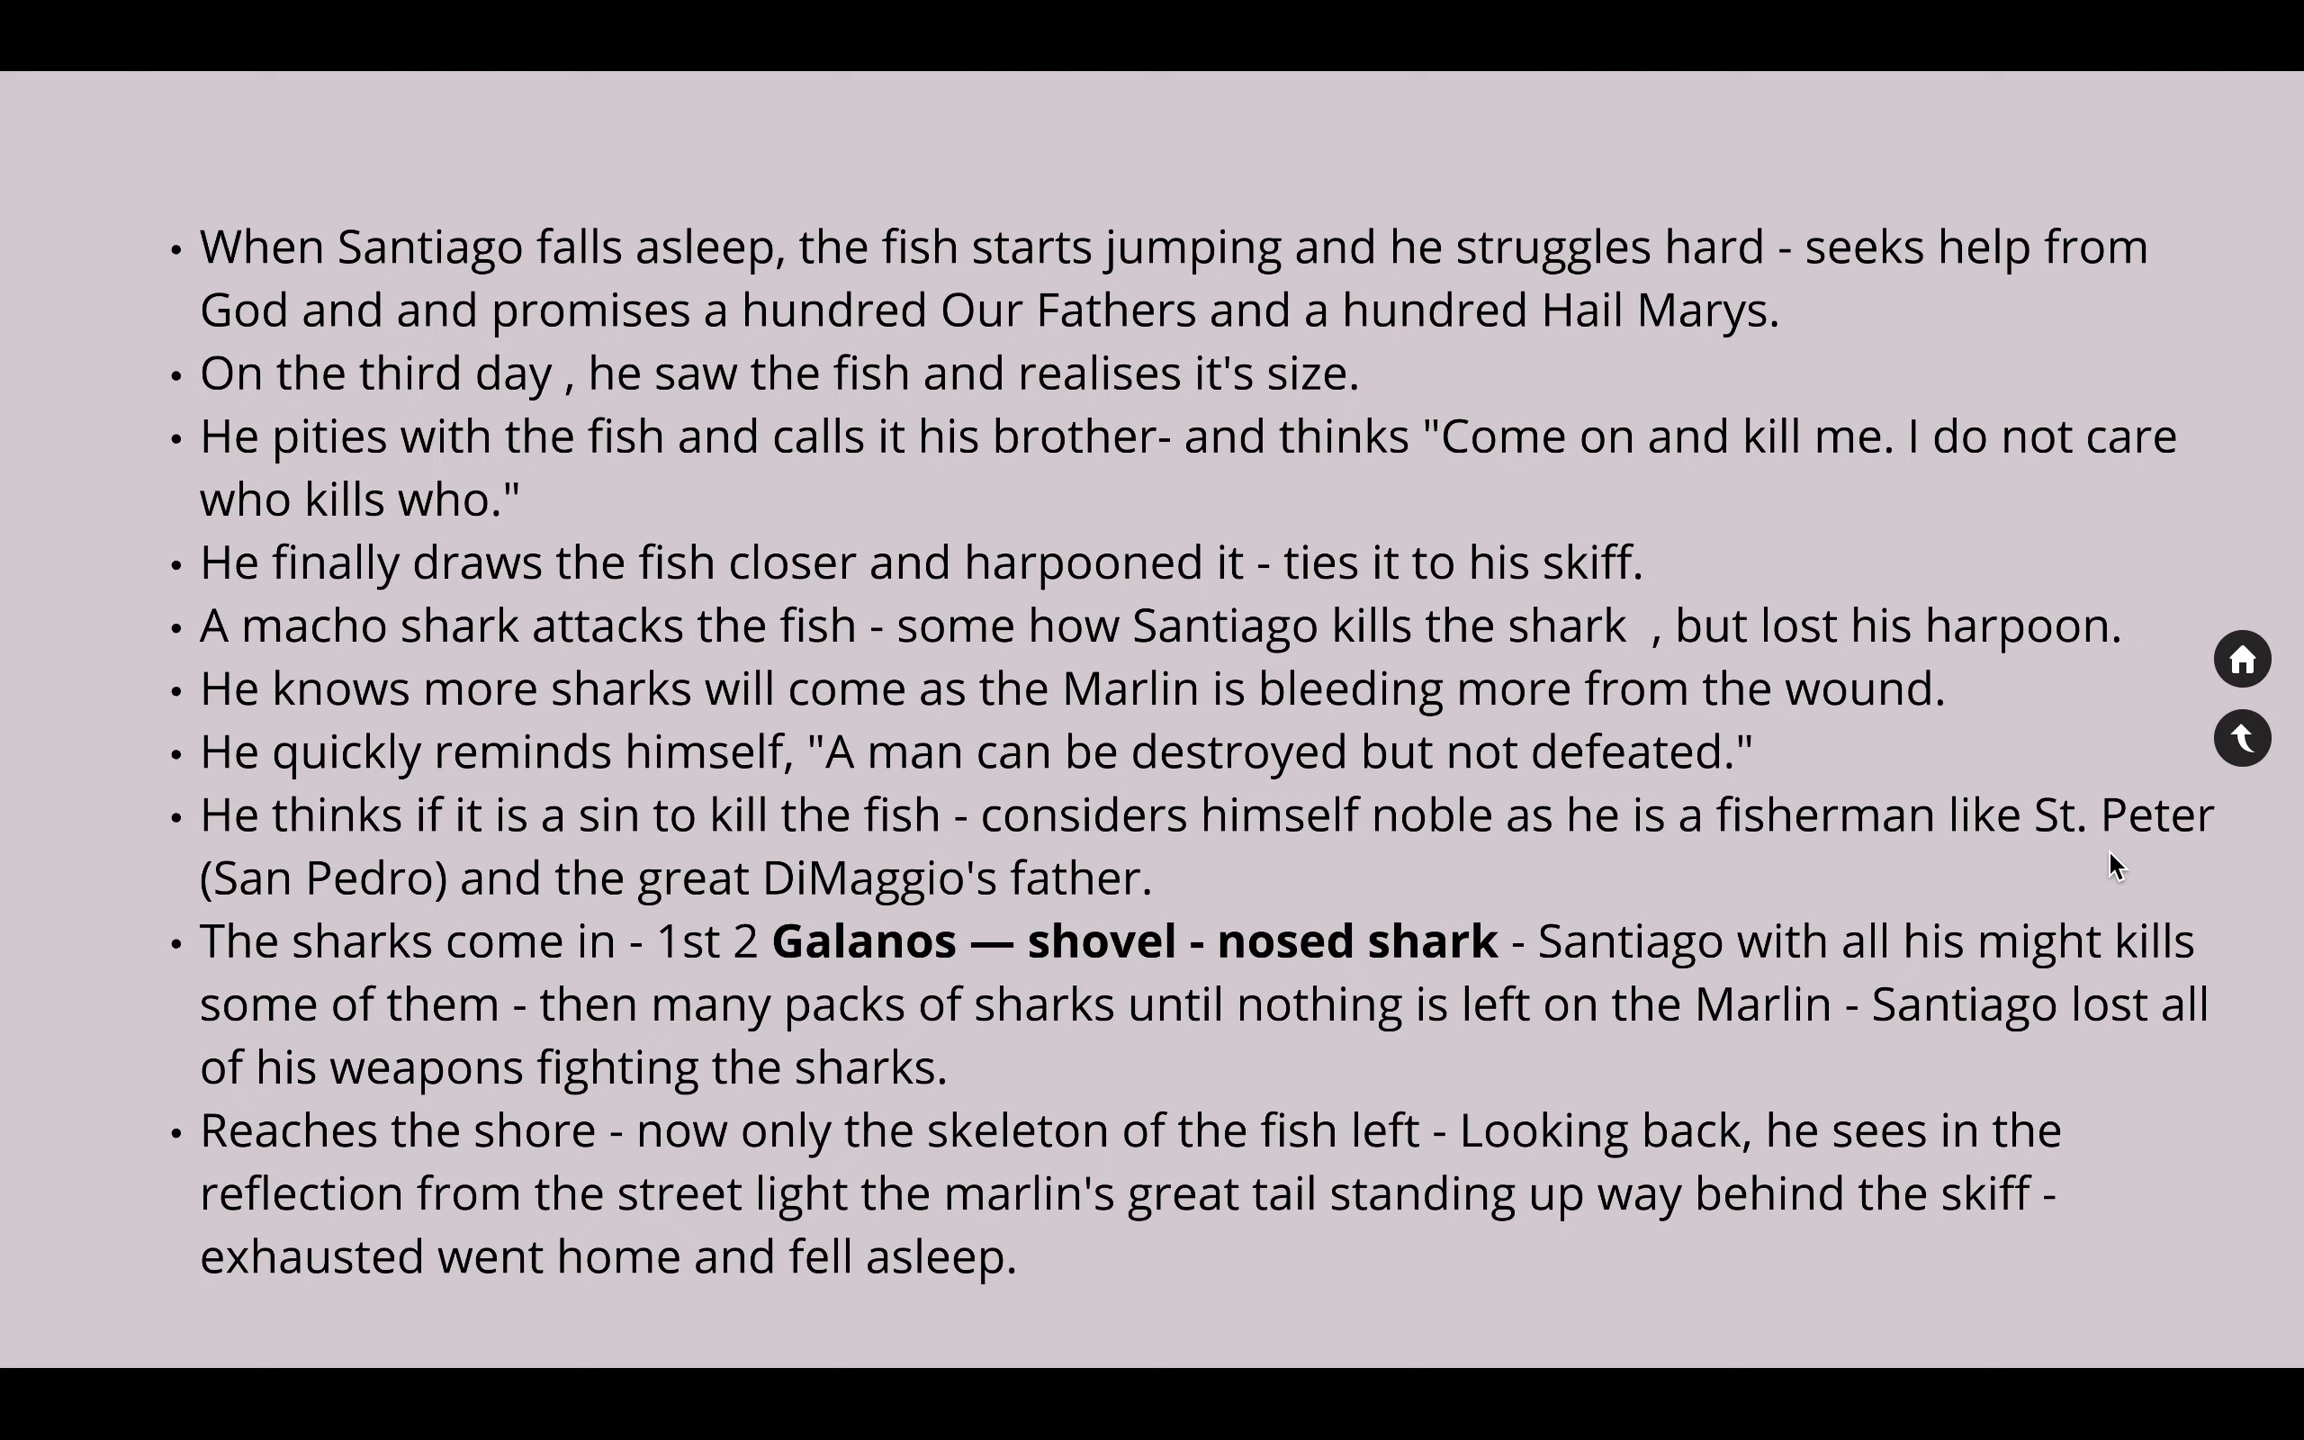 • When Santiago falls asleep, the fish starts jumping and he struggles hard - seeks help from
God and and promises a hundred Our Fathers and a hundred Hail Marys.
• On the third day , he saw the fish and realises it's size.
• He pities with the fish and calls it his brother- and thinks "Come on and kill me. I do not care
who kills who."
• He finally draws the fish closer and harpooned it - ties it to his skiff.
• A macho shark attacks the fish - some how Santiago kills the shark  , but lost his harpoon.
• He knows more sharks will come as the Marlin is bleeding more from the wound.
• He quickly reminds himself, "A man can be destroyed but not defeated."
• He thinks if it is a sin to kill the fish - considers himself noble as he is a fisherman like St. Peter
(San Pedro) and the great DiMaggio's father.
• The sharks come in - 1st 2 Galanos — shovel - nosed shark - Santiago with all his might kills
some of them - then many packs of sharks until nothing is left on the Marlin - Santiago lost all
of his weapons fighting the sharks.
• Reaches the shore - now only the skeleton of the fish left - Looking back, he sees in the
reflection from the street light the marlin's great tail standing up way behind the skiff -
exhausted went home and fell asleep.